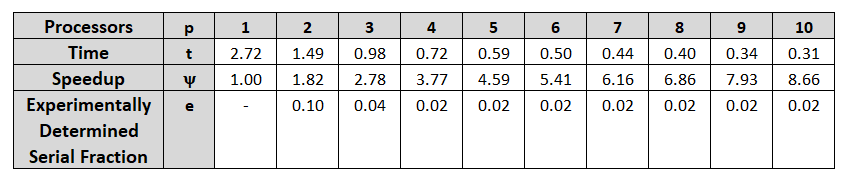 Processors p 1 2 3 4 5 6 7 8 9 10
Time t 2.72 1.49 0.98 0.72 0.59 0.50 0.44 0.40 0.34 0.31
Speedup ψ 1.00 1.82 2.78 3.77 4.59 5.41 6.16 6.86 7.93 8.66
Experimentally e - 0.10 0.04 0.02 0.02 0.02 0.02 0.02 0.02 0.02
Determined
Serial Fraction